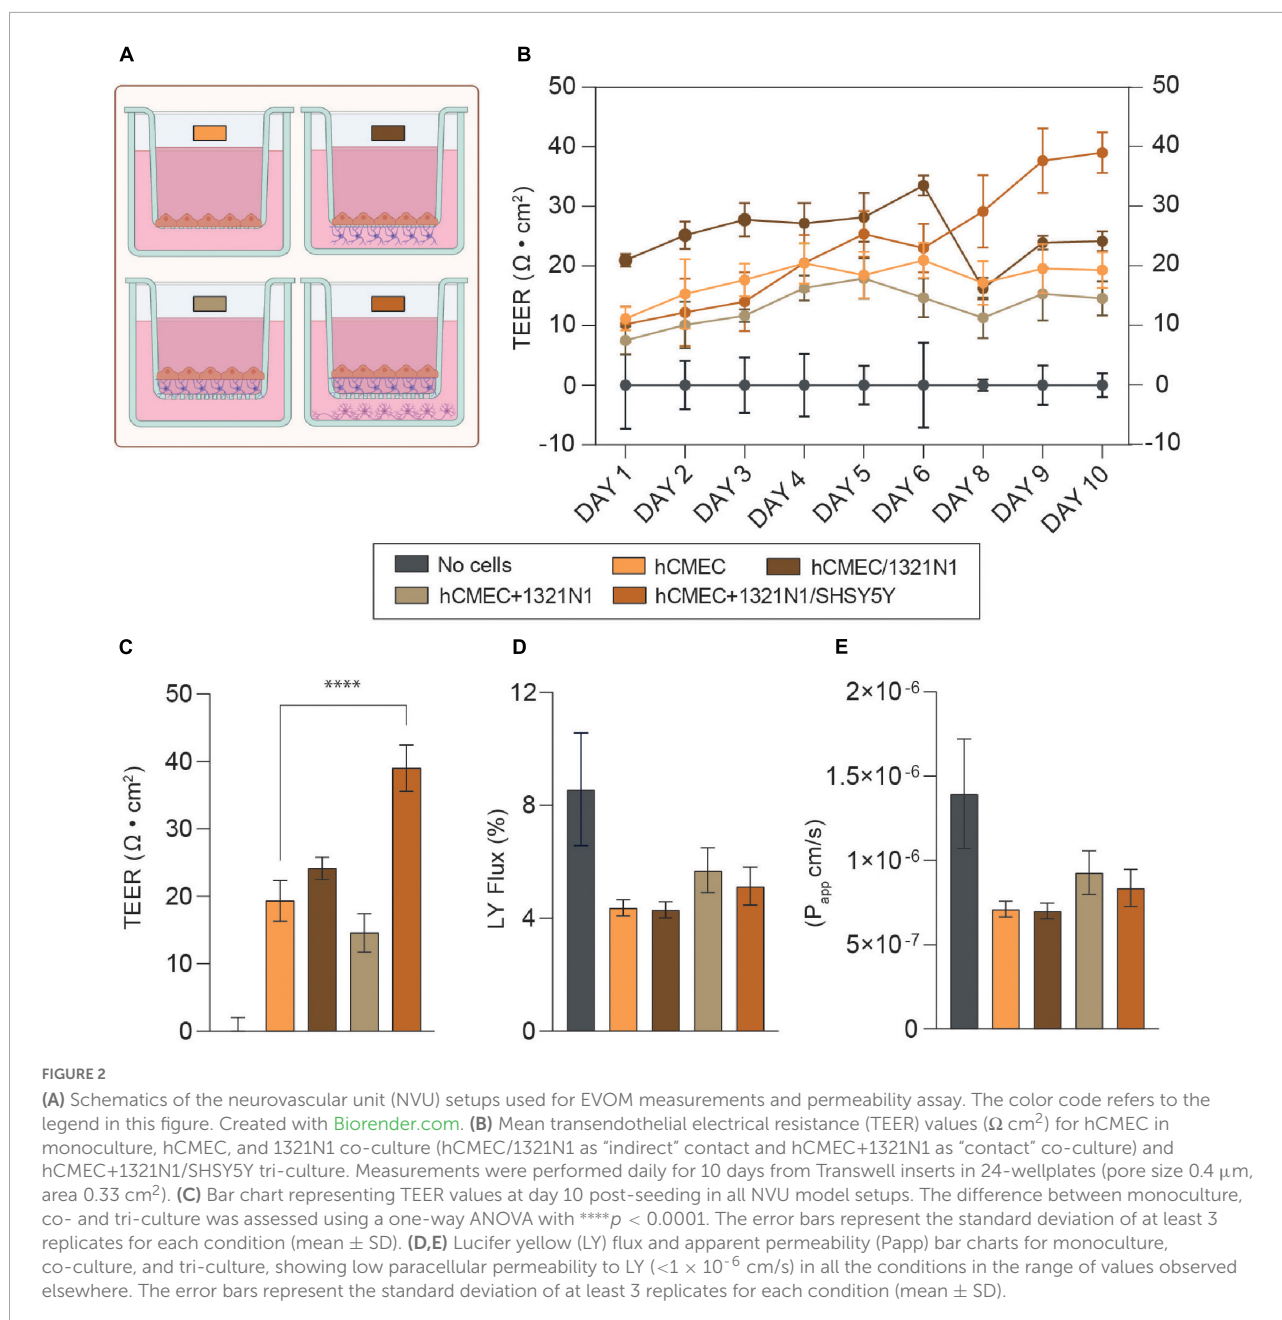 A
B
50
40
30
20
10
0
-10
TEER (Ω • cm²)
50
40
30
20
10
0
-10
DAY 1
DAY 2
DAY 3
DAY 4
DAY 5
DAY 6
DAY 8
DAY 9
DAY 10
No cells
hCMEC
hCMEC/1321N1
hCMEC+1321N1
hCMEC+1321N1/SHSY5Y
C
50
40
30
20
10
0
TEER (Ω • cm²)
****
D
12
8
4
0
LY Flux (%)
E
2×10⁻⁶
1.5×10⁻⁶
1×10⁻⁶
5×10⁻⁷
0
(Papp cm/s)
FIGURE 2
(A) Schematics of the neurovascular unit (NVU) setups used for EVOM measurements and permeability assay. The color code refers to the
legend in this figure. Created with Biorender.com. (B) Mean transendothelial electrical resistance (TEER) values (Ω cm²) for hCMEC in
monoculture, hCMEC, and 1321N1 co-culture (hCMEC/1321N1 as “indirect” contact and hCMEC+1321N1 as “contact” co-culture) and
hCMEC+1321N1/SHSY5Y tri-culture. Measurements were performed daily for 10 days from Transwell inserts in 24-wellplates (pore size 0.4 μm,
area 0.33 cm²). (C) Bar chart representing TEER values at day 10 post-seeding in all NVU model setups. The difference between monoculture,
co- and tri-culture was assessed using a one-way ANOVA with ****p < 0.0001. The error bars represent the standard deviation of at least 3
replicates for each condition (mean ± SD). (D,E) Lucifer yellow (LY) flux and apparent permeability (Papp) bar charts for monoculture,
co-culture, and tri-culture, showing low paracellular permeability to LY (<1 × 10⁻⁶ cm/s) in all the conditions in the range of values observed
elsewhere. The error bars represent the standard deviation of at least 3 replicates for each condition (mean ± SD).